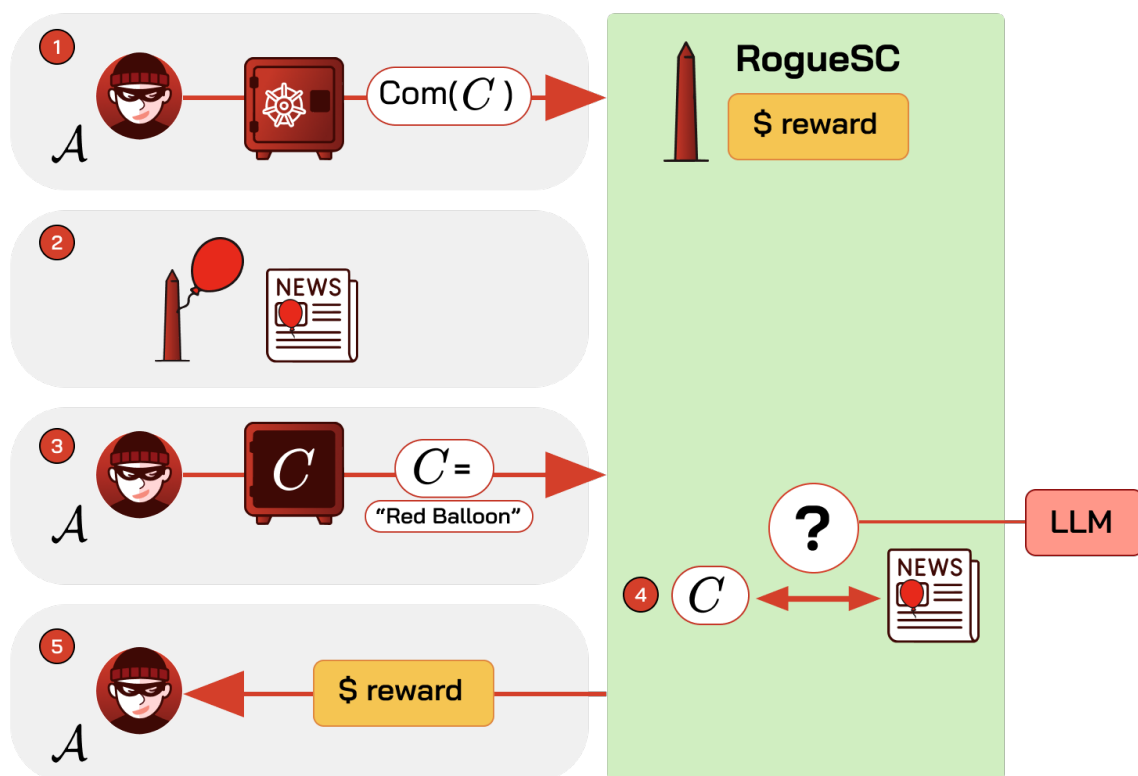 1
𝒜
Com(C)
RogueSC
$ reward
2
NEWS
3
𝒜
C
C =
“Red Balloon”
?
LLM
4
C
NEWS
5
𝒜
$ reward